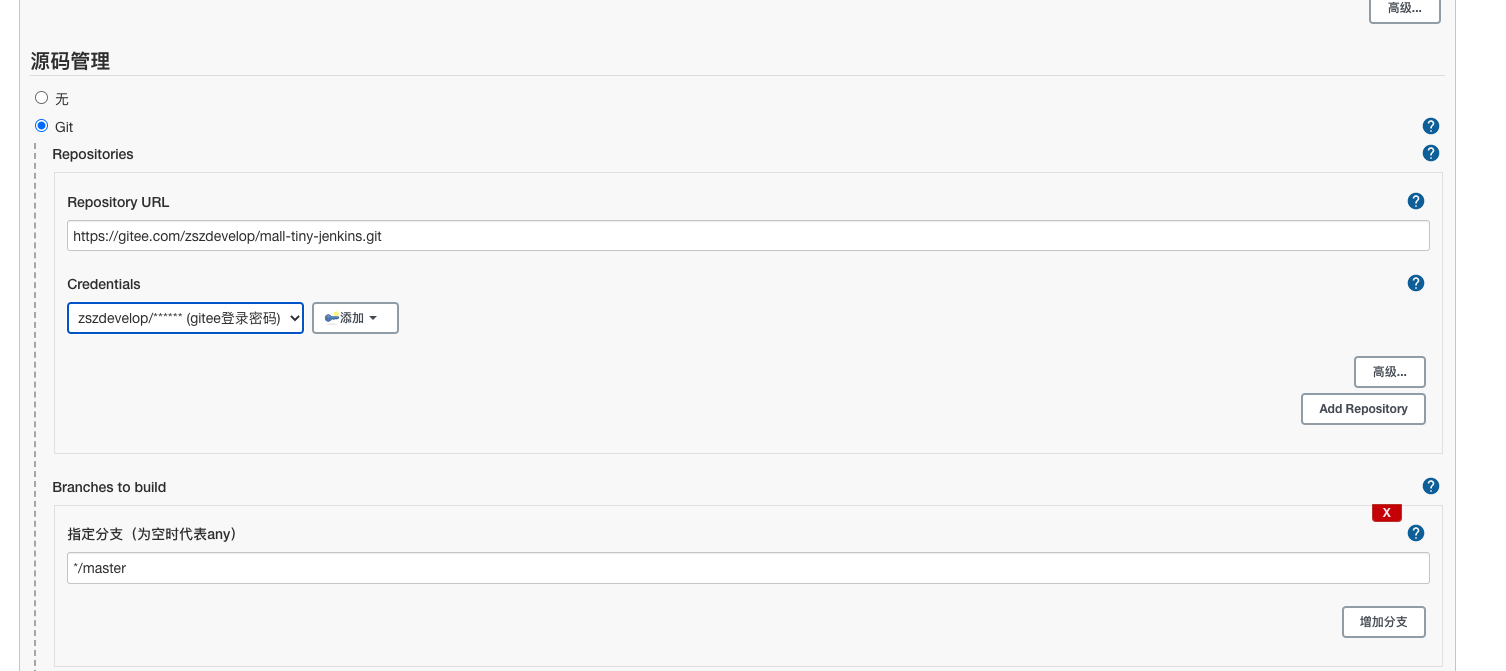 高级...
源码管理
无
Git
?
Repositories
?
Repository URL
?
https://gitee.com/zszdevelop/mall-tiny-jenkins.git
Credentials
?
zszdevelop/****** (gitee登录密码)
添加
高级...
Add Repository
Branches to build
?
X
指定分支（为空时代表any）
?
*/master
增加分支